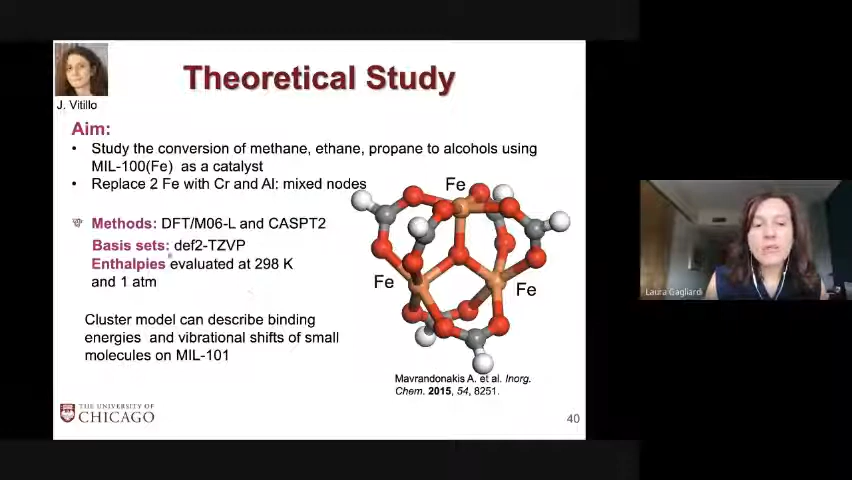 Theoretical Study
J. Vitillo
Aim:
• Study the conversion of methane, ethane, propane to alcohols using
MIL-100(Fe) as a catalyst
• Replace 2 Fe with Cr and Al: mixed nodes
Fe
Methods: DFT/M06-L and CASPT2
Basis sets: def2-TZVP
Enthalpies evaluated at 298 K
and 1 atm
Fe
Fe
Cluster model can describe binding
energies and vibrational shifts of small
molecules on MIL-101
Mavrandonakis A. et al. Inorg.
Chem. 2015, 54, 8251.
THE UNIVERSITY OF
CHICAGO
40
Laura Gagliardi